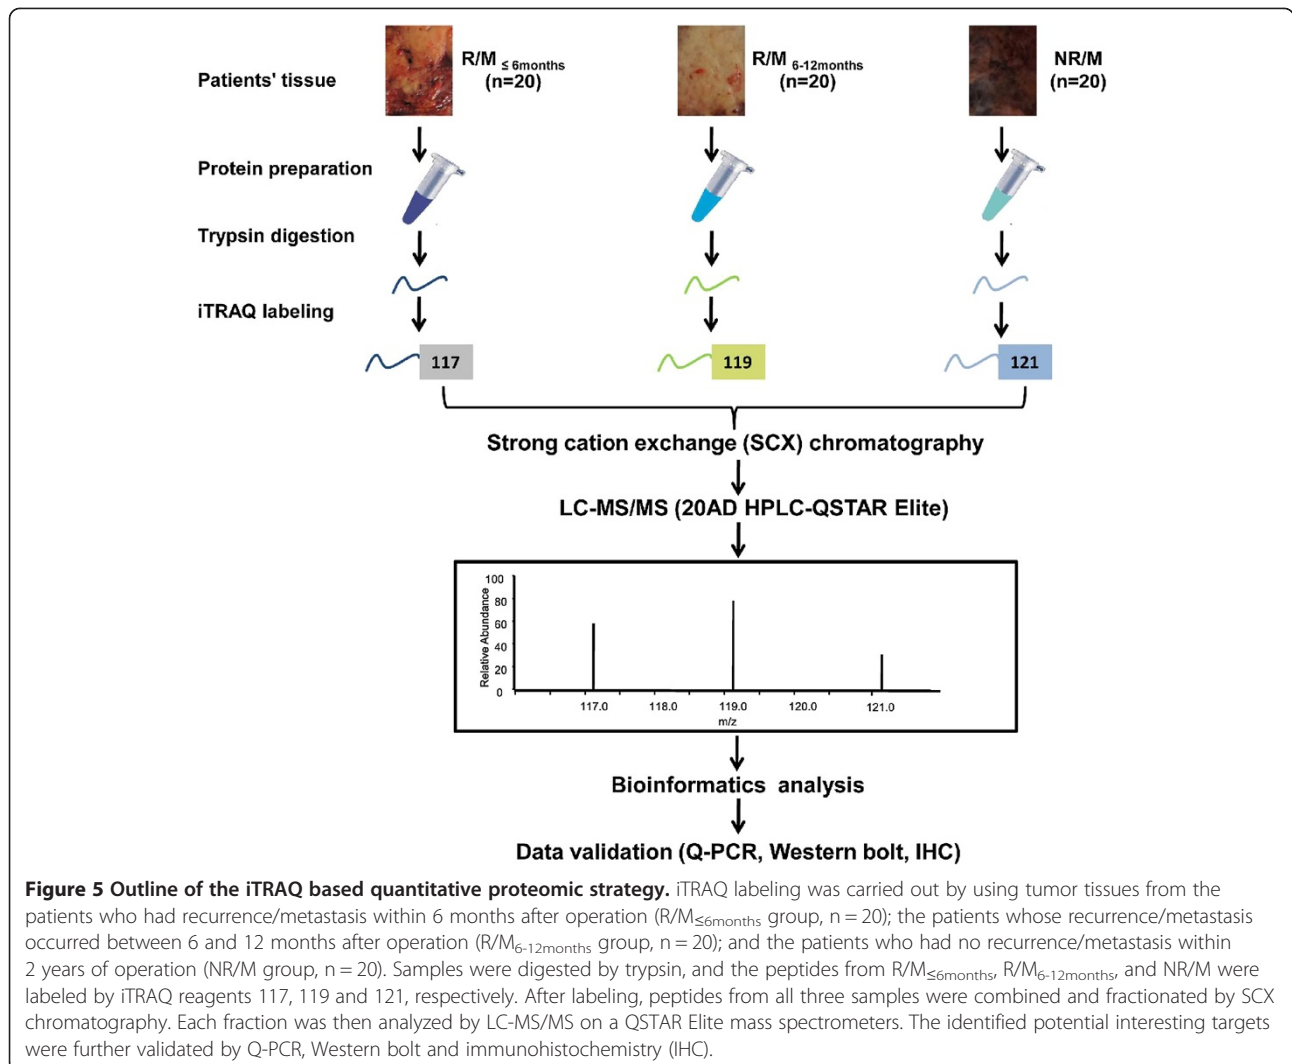 Patients' tissue
R/M ≤ 6months
(n=20)
R/M 6-12months
(n=20)
NR/M
(n=20)
Protein preparation
Trypsin digestion
iTRAQ labeling
117
119
121
Strong cation exchange (SCX) chromatography
LC-MS/MS (20AD HPLC-QSTAR Elite)
Relative Abundance
100
80
60
40
20
0
117.0 118.0 119.0 120.0 121.0
m/z
Bioinformatics analysis
Data validation (Q-PCR, Western bolt, IHC)
Figure 5 Outline of the iTRAQ based quantitative proteomic strategy. iTRAQ labeling was carried out by using tumor tissues from the
patients who had recurrence/metastasis within 6 months after operation (R/M≤6months group, n = 20); the patients whose recurrence/metastasis
occurred between 6 and 12 months after operation (R/M6-12months group, n = 20); and the patients who had no recurrence/metastasis within
2 years of operation (NR/M group, n = 20). Samples were digested by trypsin, and the peptides from R/M≤6months, R/M6-12months, and NR/M were
labeled by iTRAQ reagents 117, 119 and 121, respectively. After labeling, peptides from all three samples were combined and fractionated by SCX
chromatography. Each fraction was then analyzed by LC-MS/MS on a QSTAR Elite mass spectrometers. The identified potential interesting targets
were further validated by Q-PCR, Western bolt and immunohistochemistry (IHC).